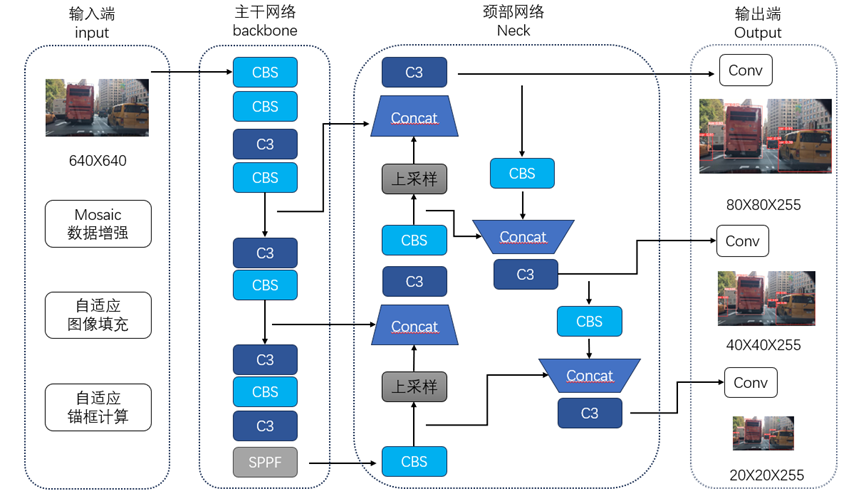 输入端
input
640X640
Mosaic
数据增强
自适应
图像填充
自适应
锚框计算
主干网络
backbone
CBS
CBS
C3
CBS
C3
CBS
C3
CBS
C3
SPPF
颈部网络
Neck
C3
Concat
上采样
CBS
C3
Concat
上采样
CBS
CBS
Concat
C3
CBS
Concat
C3
输出端
Output
Conv
80X80X255
Conv
40X40X255
Conv
20X20X255